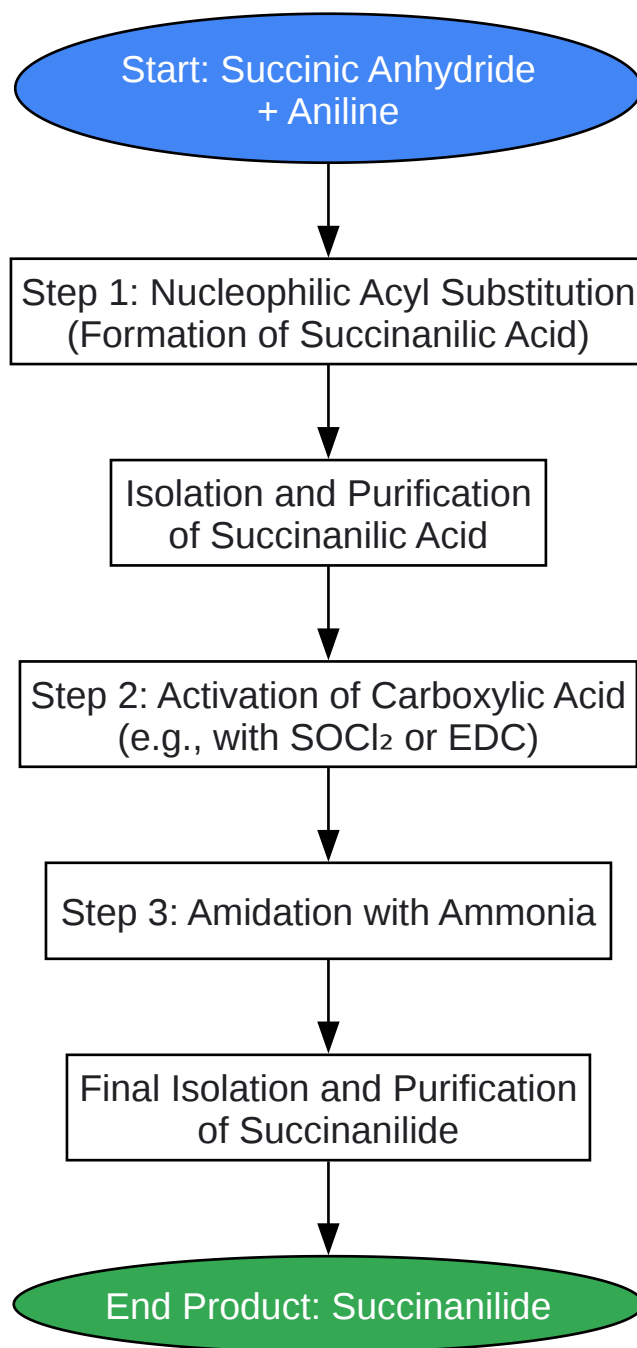 Start: Succinic Anhydride
+ Aniline
Step 1: Nucleophilic Acyl Substitution
(Formation of Succinanilic Acid)
Isolation and Purification
of Succinanilic Acid
Step 2: Activation of Carboxylic Acid
(e.g., with SOCl₂ or EDC)
Step 3: Amidation with Ammonia
Final Isolation and Purification
of Succinanilide
End Product: Succinanilide